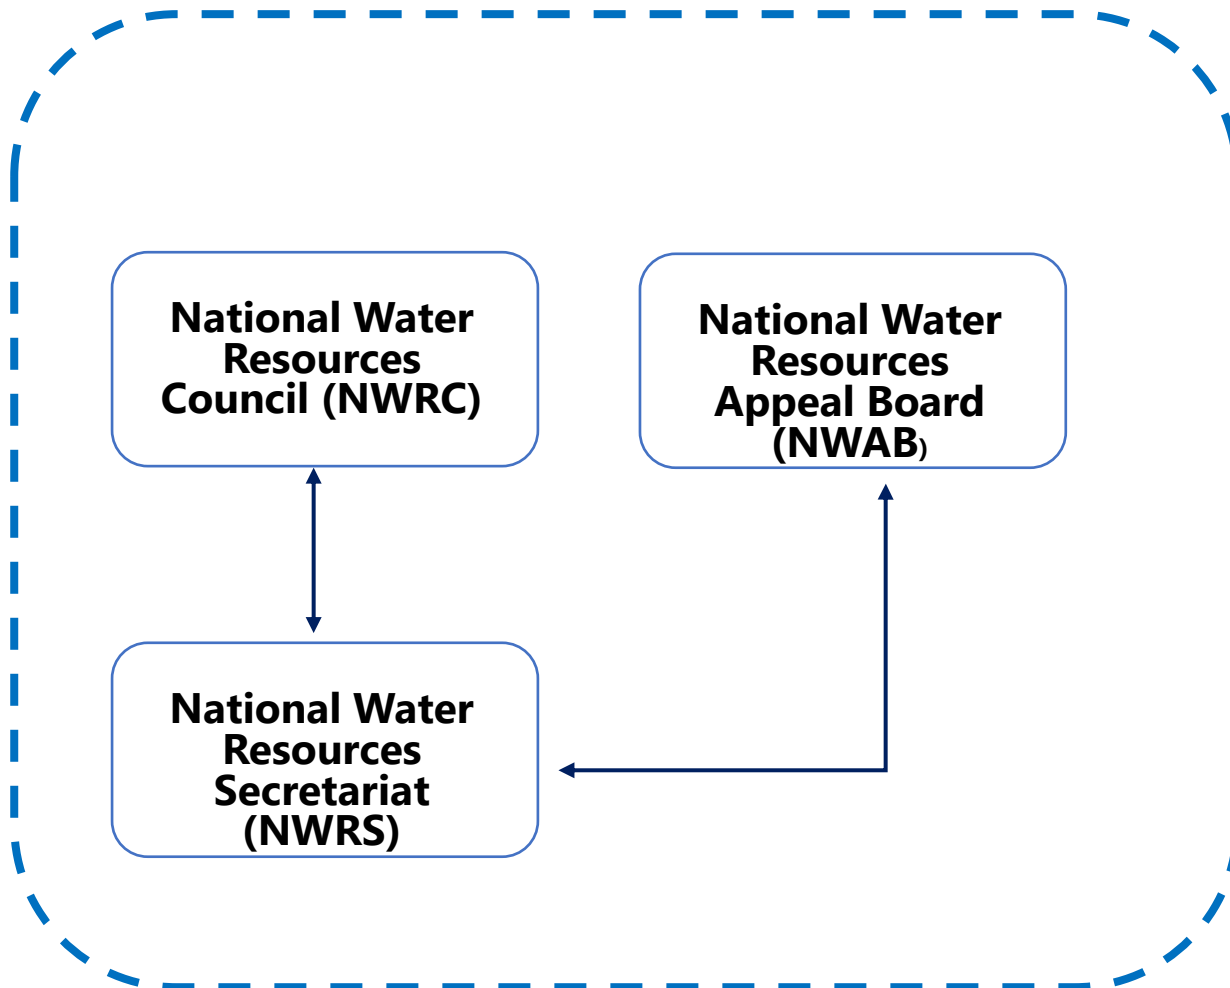 National Water
Resources
Council (NWRC)
National Water
Resources
Appeal Board
(NWAB)
National Water
Resources
Secretariat
(NWRS)